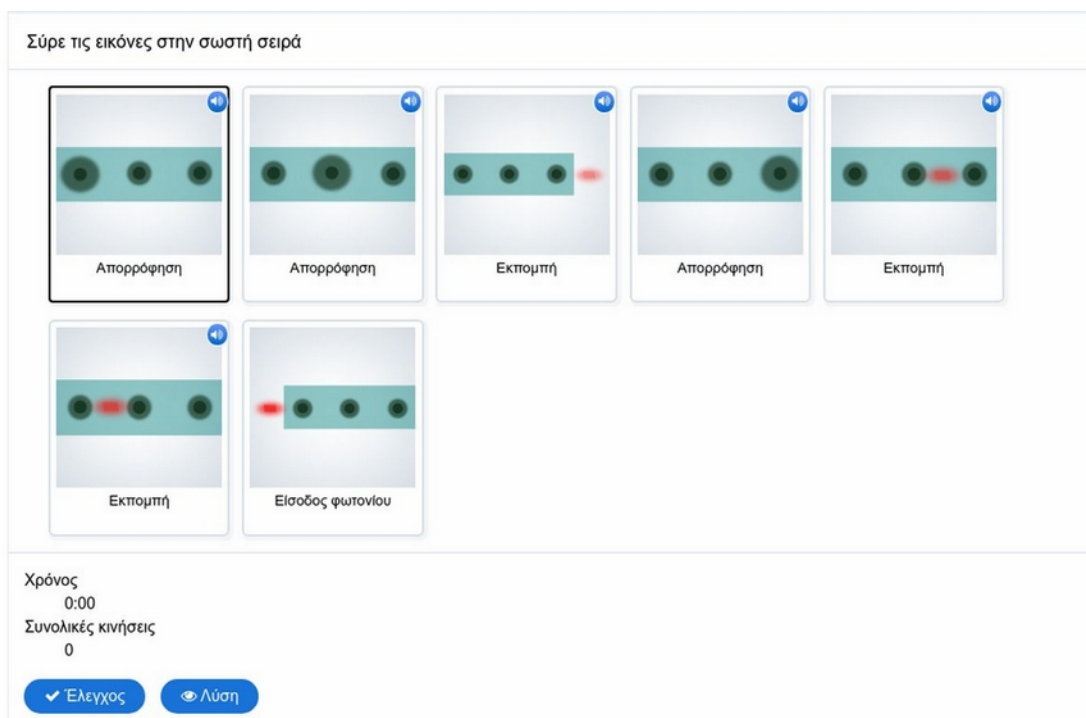 Σύρε τις εικόνες στην σωστή σειρά
Απορρόφηση
Απορρόφηση
Εκπομπή
Απορρόφηση
Εκπομπή
Εκπομπή
Είσοδος φωτονίου
Χρόνος
0:00
Συνολικές κινήσεις
0
Έλεγχος
Λύση